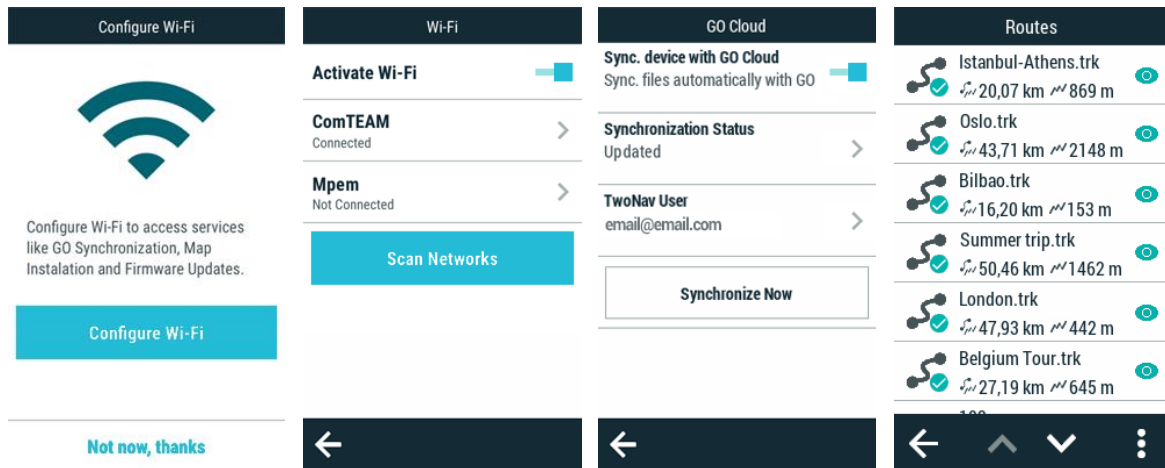 Configure Wi-Fi
Configure Wi-Fi to access services
like GO Synchronization, Map
Instalation and Firmware Updates.
Configure Wi-Fi
Not now, thanks
Wi-Fi
Activate Wi-Fi
ComTEAM
Connected
Mpem
Not Connected
Scan Networks
GO Cloud
Sync. device with GO Cloud
Sync. files automatically with GO
Synchronization Status
Updated
TwoNav User
email@email.com
Synchronize Now
Routes
Istanbul-Athens.trk
20,07 km 869 m
Oslo.trk
43,71 km 2148 m
Bilbao.trk
16,20 km 153 m
Summer trip.trk
50,46 km 1462 m
London.trk
47,93 km 442 m
Belgium Tour.trk
27,19 km 645 m